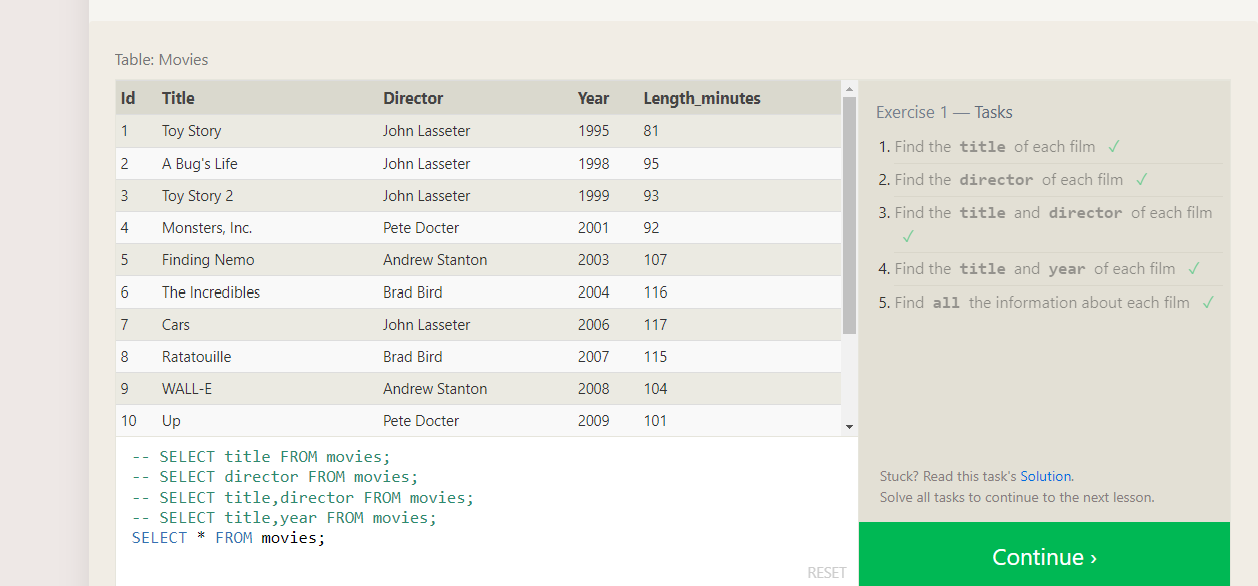 Table: Movies
Id Title Director Year Length_minutes
1 Toy Story John Lasseter 1995 81
2 A Bug's Life John Lasseter 1998 95
3 Toy Story 2 John Lasseter 1999 93
4 Monsters, Inc. Pete Docter 2001 92
5 Finding Nemo Andrew Stanton 2003 107
6 The Incredibles Brad Bird 2004 116
7 Cars John Lasseter 2006 117
8 Ratatouille Brad Bird 2007 115
9 WALL-E Andrew Stanton 2008 104
10 Up Pete Docter 2009 101
-- SELECT title FROM movies;
-- SELECT director FROM movies;
-- SELECT title,director FROM movies;
-- SELECT title,year FROM movies;
SELECT * FROM movies;
RESET
Exercise 1 — Tasks
1. Find the title of each film ✓
2. Find the director of each film ✓
3. Find the title and director of each film
✓
4. Find the title and year of each film ✓
5. Find all the information about each film ✓
Stuck? Read this task's Solution.
Solve all tasks to continue to the next lesson.
Continue ›